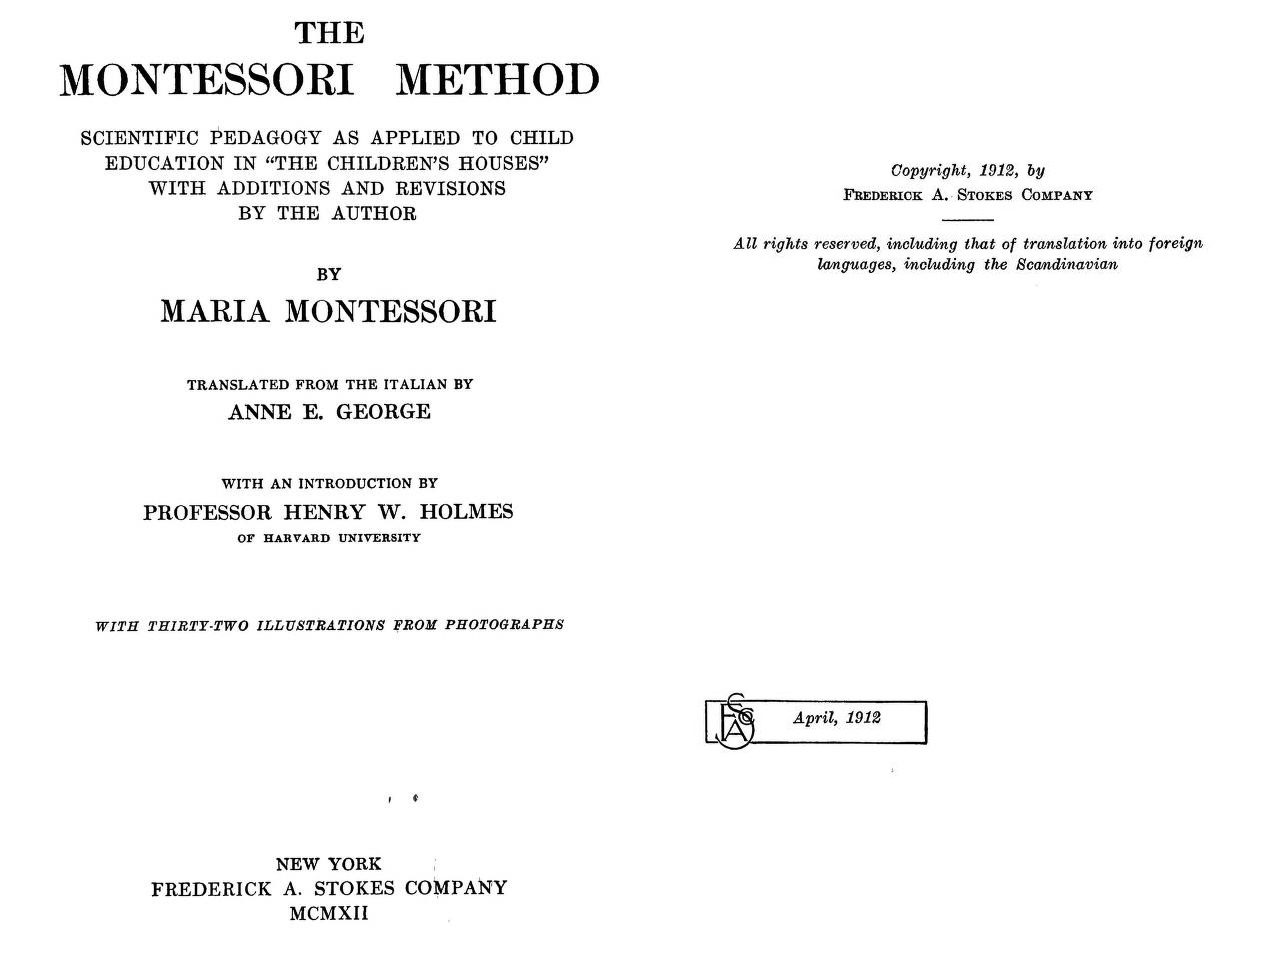 THE
MONTESSORI METHOD
SCIENTIFIC PEDAGOGY AS APPLIED TO CHILD
EDUCATION IN "THE CHILDREN'S HOUSES"
WITH ADDITIONS AND REVISIONS
BY THE AUTHOR
BY
MARIA MONTESSORI
TRANSLATED FROM THE ITALIAN BY
ANNE E. GEORGE
WITH AN INTRODUCTION BY
PROFESSOR HENRY W. HOLMES
OF HARVARD UNIVERSITY
WITH THIRTY-TWO ILLUSTRATIONS FROM PHOTOGRAPHS
NEW YORK
FREDERICK A. STOKES COMPANY
MCMXII
Copyright, 1912, by
FREDERICK A. STOKES COMPANY
All rights reserved, including that of translation into foreign
languages, including the Scandinavian
April, 1912